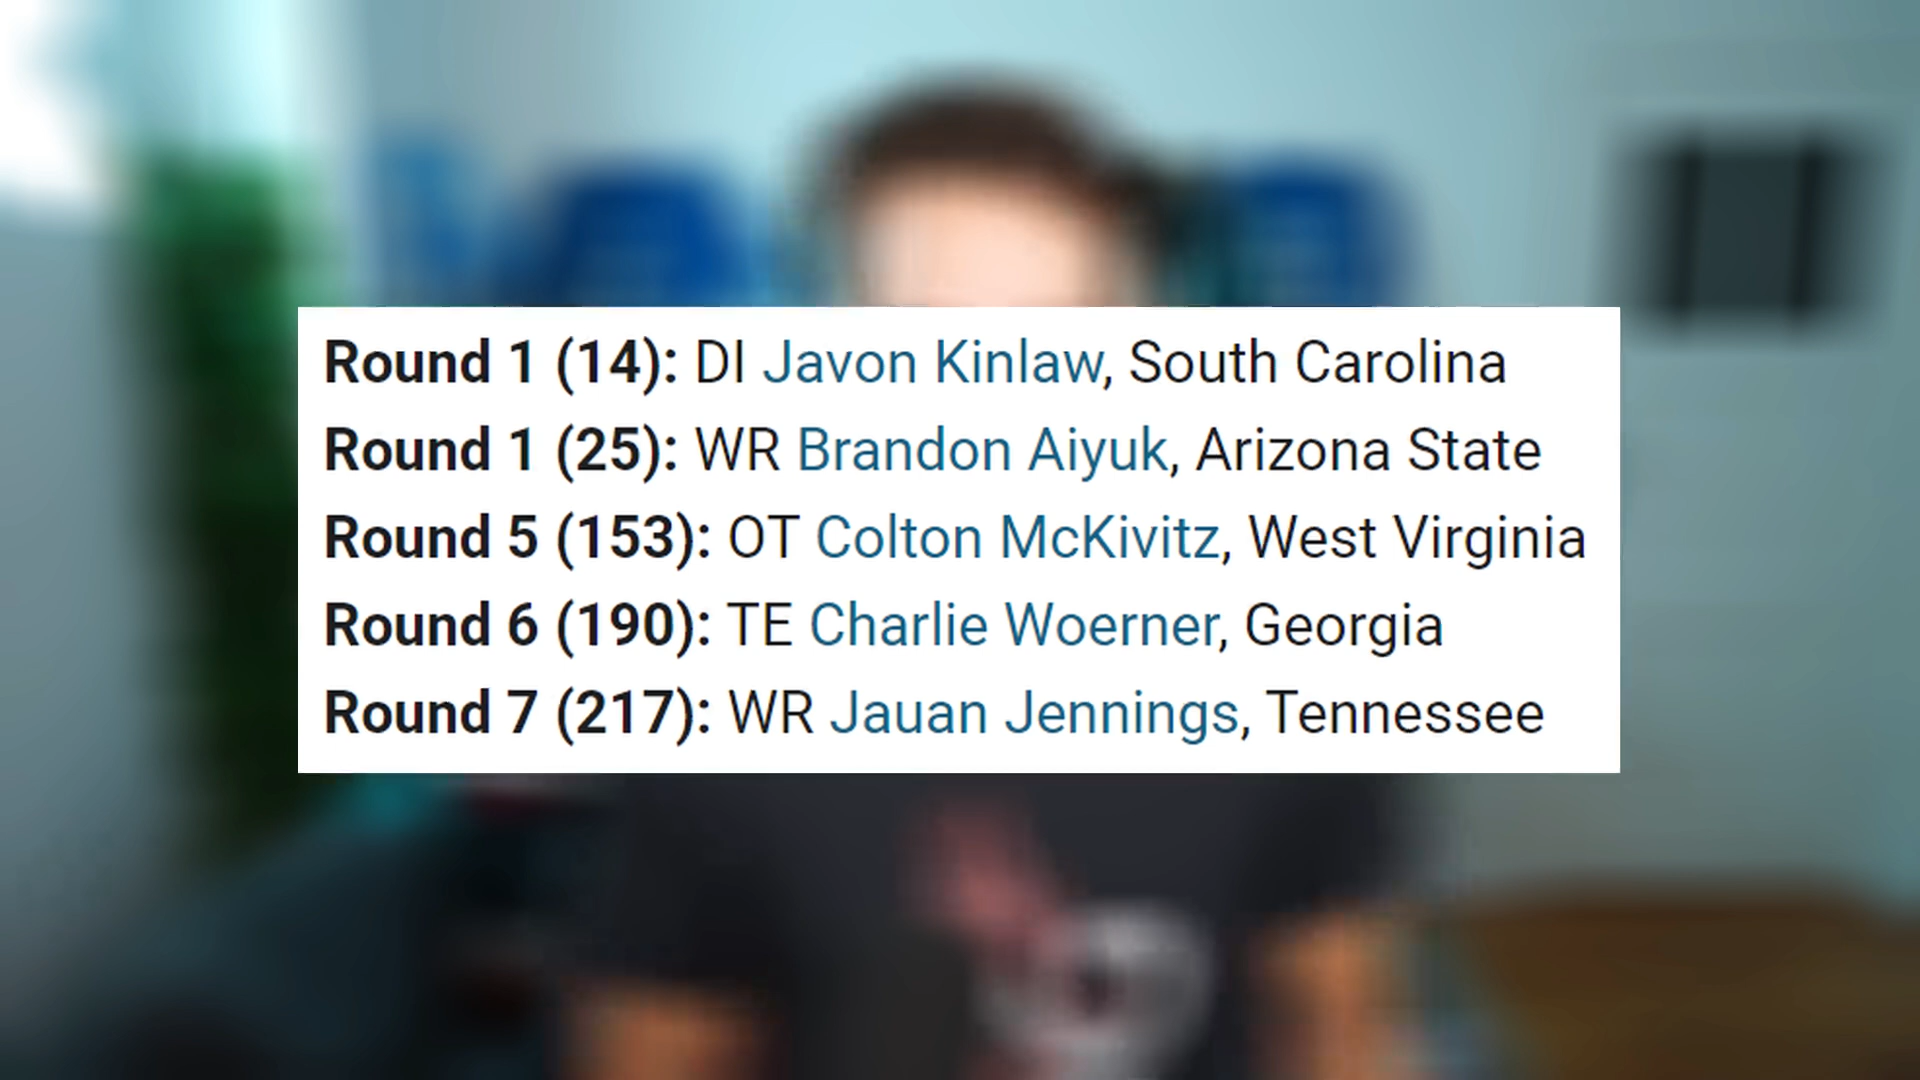 Round 1 (14): DI Javon Kinlaw, South Carolina
Round 1 (25): WR Brandon Aiyuk, Arizona State
Round 5 (153): OT Colton McKivitz, West Virginia
Round 6 (190): TE Charlie Woerner, Georgia
Round 7 (217): WR Jauan Jennings, Tennessee